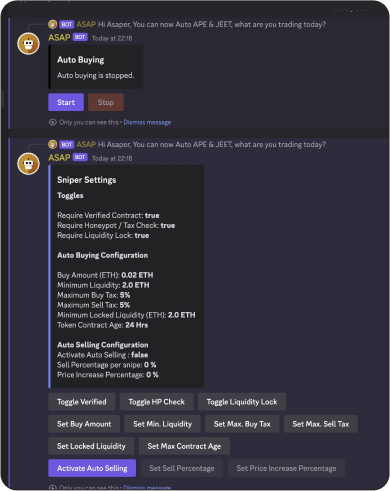 BOT ASAP Hi Asaper, You can now Auto APE & JEET, what are you trading today?
ASAP BOT Today at 22:18
Auto Buying
Auto buying is stopped.
Start Stop
Only you can see this • Dismiss message
BOT ASAP Hi Asaper, You can now Auto APE & JEET, what are you trading today?
ASAP BOT Today at 22:18
Sniper Settings
Toggles
Require Verified Contract: true
Require Honeypot / Tax Check: true
Require Liquidity Lock: true
Auto Buying Configuration
Buy Amount (ETH): 0.02 ETH
Minimum Liquidity: 2.0 ETH
Maximum Buy Tax: 5%
Maximum Sell Tax: 5%
Minimum Locked Liquidity (ETH): 2.0 ETH
Token Contract Age: 24 Hrs
Auto Selling Configuration
Activate Auto Selling : false
Sell Percentage per snipe: 0 %
Price Increase Percentage: 0 %
Toggle Verified Toggle HP Check Toggle Liquidity Lock
Set Buy Amount Set Min. Liquidity Set Max. Buy Tax Set Max. Sell Tax
Set Locked Liquidity Set Max Contract Age
Activate Auto Selling Set Sell Percentage Set Price Increase Percentage
Only you can see this • Dismiss message